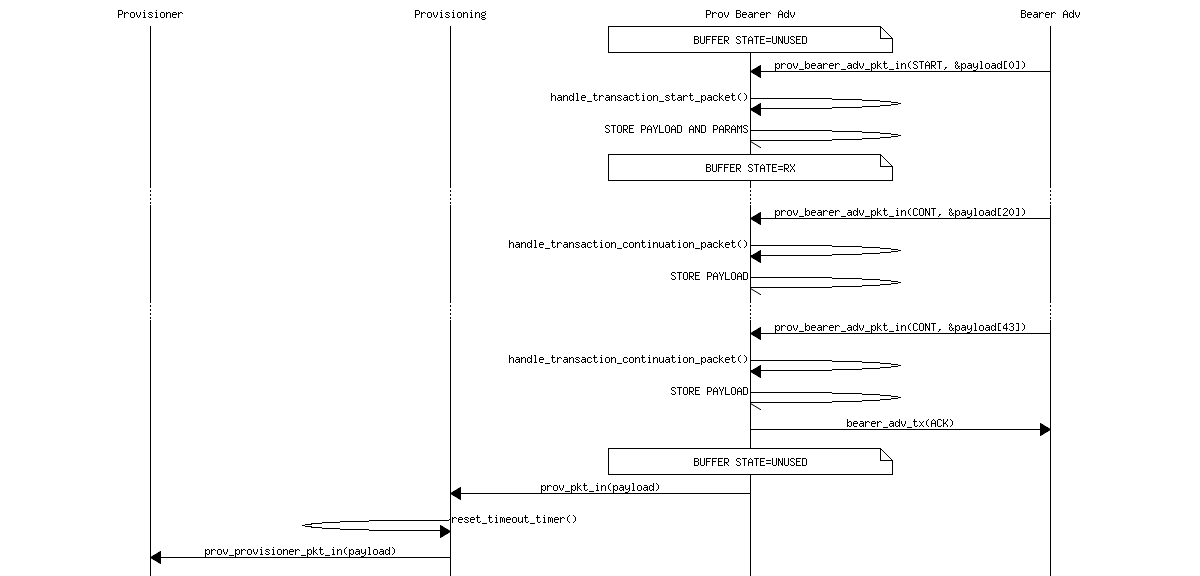 Provisioner Provisioning Prov Bearer Adv Bearer Adv
BUFFER STATE=UNUSED
prov_bearer_adv_pkt_in(START, &payload[0])
handle_transaction_start_packet()
STORE PAYLOAD AND PARAMS
BUFFER STATE=RX
prov_bearer_adv_pkt_in(CONT, &payload[20])
handle_transaction_continuation_packet()
STORE PAYLOAD
prov_bearer_adv_pkt_in(CONT, &payload[43])
handle_transaction_continuation_packet()
STORE PAYLOAD
bearer_adv_tx(ACK)
BUFFER STATE=UNUSED
prov_pkt_in(payload)
reset_timeout_timer()
prov_provisioner_pkt_in(payload)